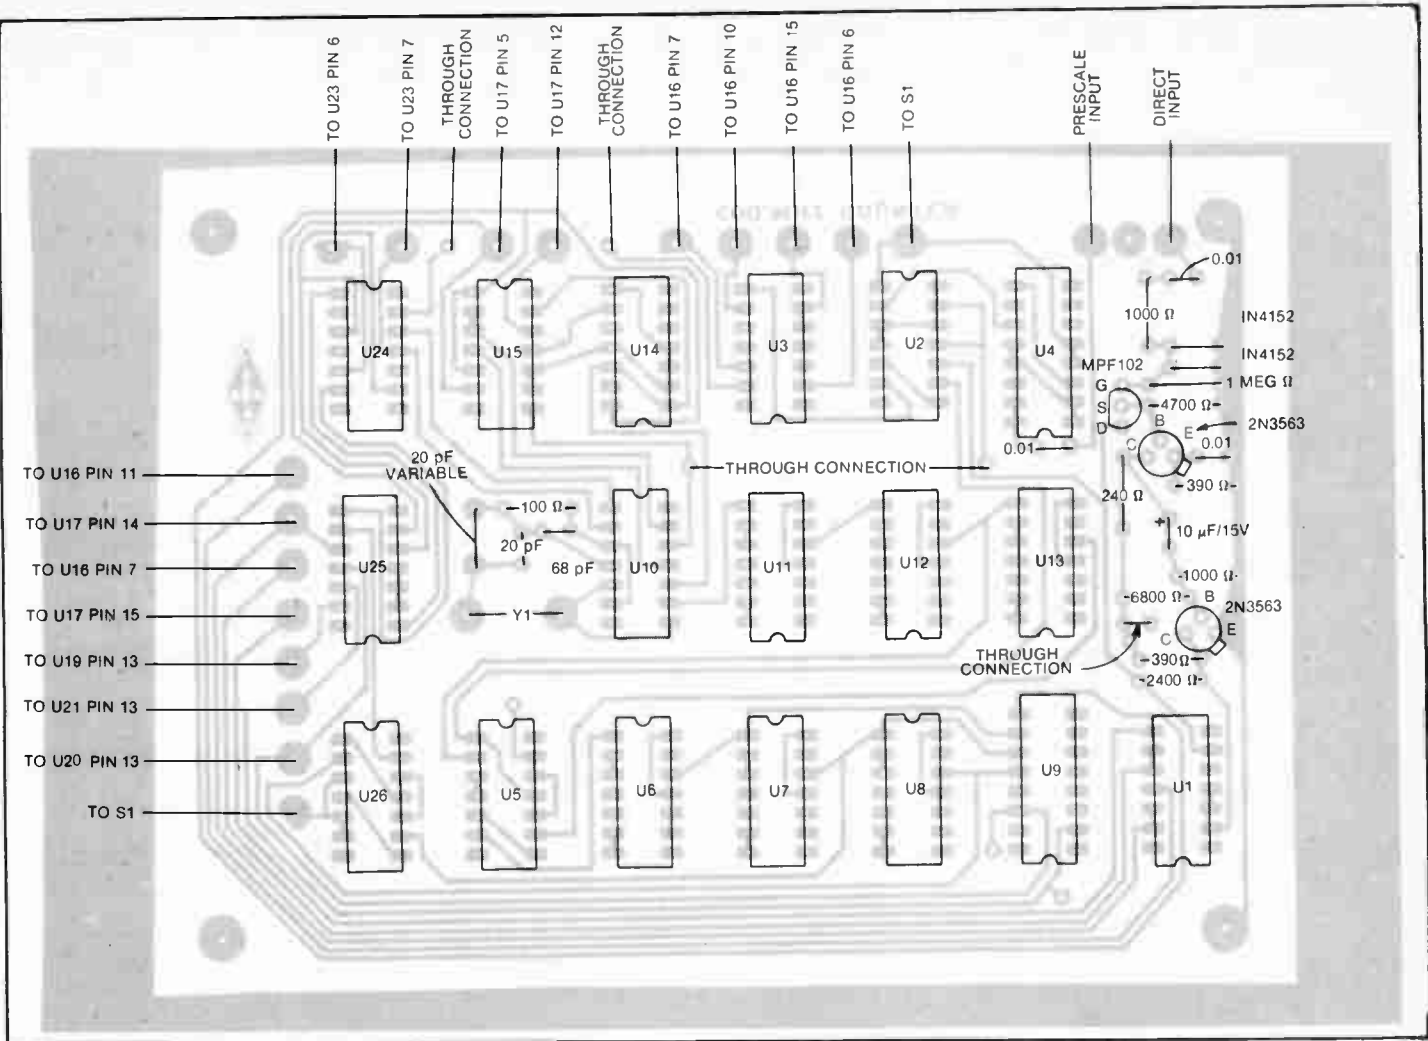 TO U23 PIN 6
TO U23 PIN 7
THROUGH
CONNECTION
TO U17 PIN 5
TO U17 PIN 12
THROUGH
CONNECTION
TO U16 PIN 7
TO U16 PIN 10
TO U16 PIN 15
TO U16 PIN 6
TO S1
PRESCALE
INPUT
DIRECT
INPUT
0.01
1000 Ω
IN4152
IN4152
MPF102
1 MEG Ω
G
S
D
-4700 Ω-
B
E
C
2N3563
0.01
0.01
-390 Ω-
240 Ω
+
10 µF/15V
-1000 Ω-
-6800 Ω-
B
2N3563
E
C
THROUGH
CONNECTION
-390Ω-
-2400 Ω-
U24
U15
U14
U3
U2
U4
THROUGH CONNECTION
20 pF
VARIABLE
-100 Ω-
20 pF
68 pF
Y1
U25
U10
U11
U12
U13
TO U16 PIN 11
TO U17 PIN 14
TO U16 PIN 7
TO U17 PIN 15
TO U19 PIN 13
TO U21 PIN 13
TO U20 PIN 13
TO S1
U26
U5
U6
U7
U8
U9
U1